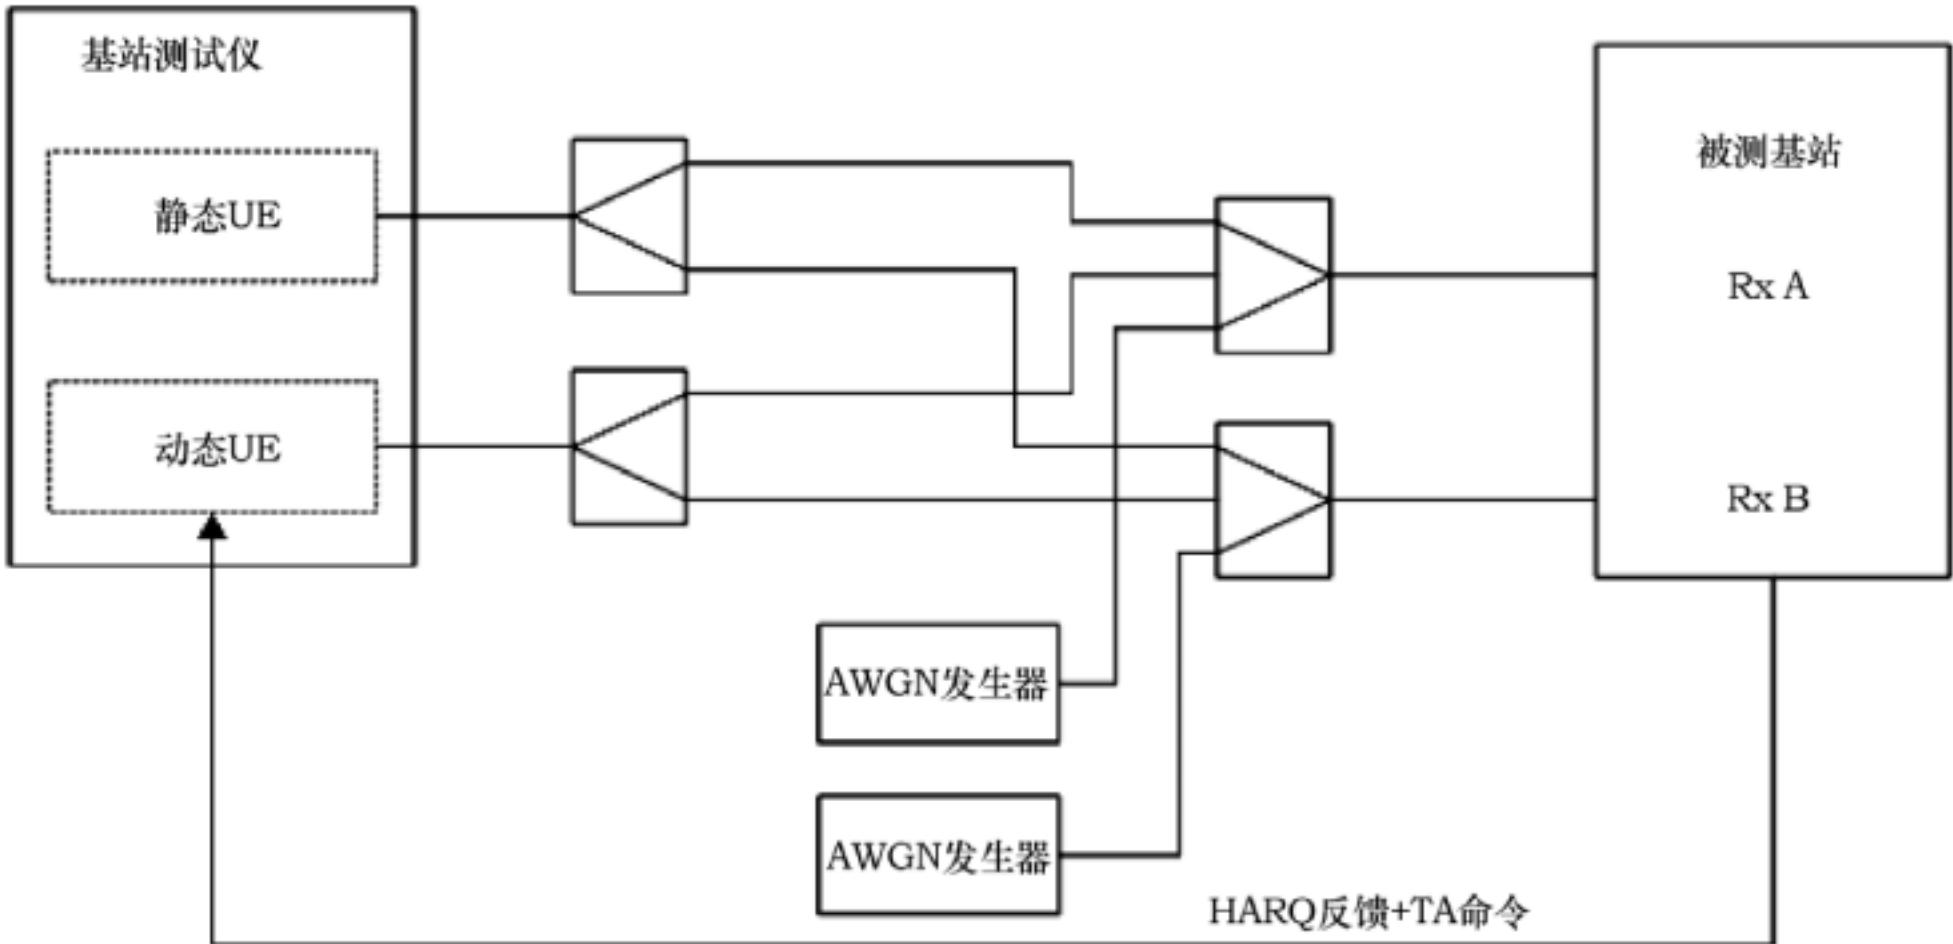 基站测试仪
静态UE
动态UE
被测基站
Rx A
Rx B
AWGN发生器
AWGN发生器
HARQ反馈+TA命令